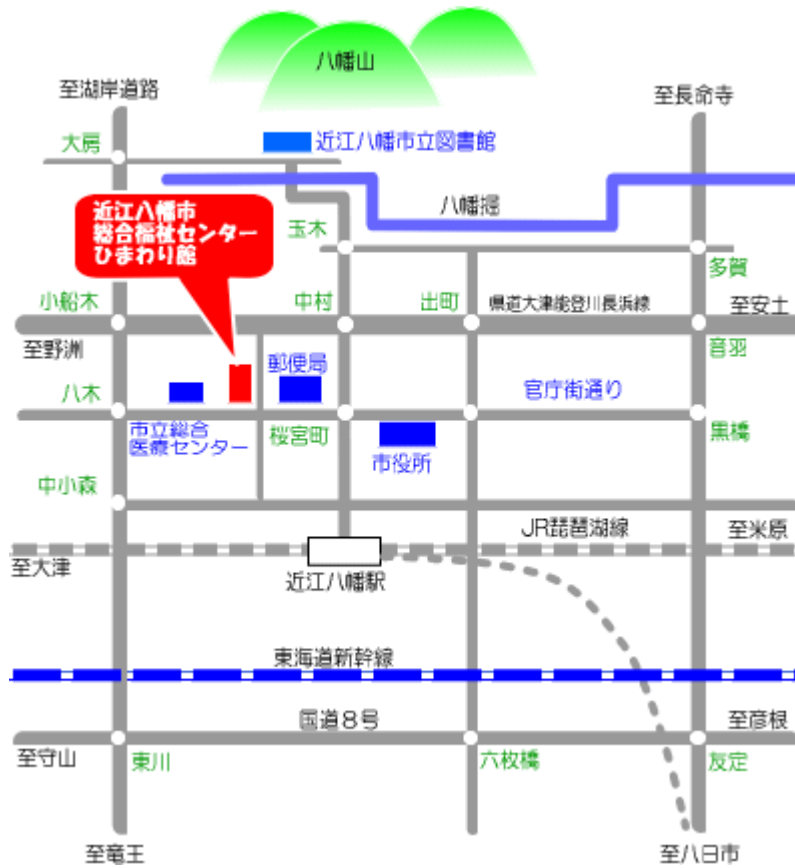 八幡山
至湖岸道路
至長命寺
大房
近江八幡市立図書館
近江八幡市
総合福祉センター
ひまわり館
八幡掘
玉木
多賀
小船木
中村
出町
県道大津能登川長浜線
至安土
至野洲
音羽
郵便局
八木
官庁街通り
市立総合
医療センター
桜宮町
黒橋
市役所
中小森
JR琵琶湖線
至米原
至大津
近江八幡駅
東海道新幹線
国道8号
至彦根
至守山
東川
六枚橋
友定
至竜王
至八日市